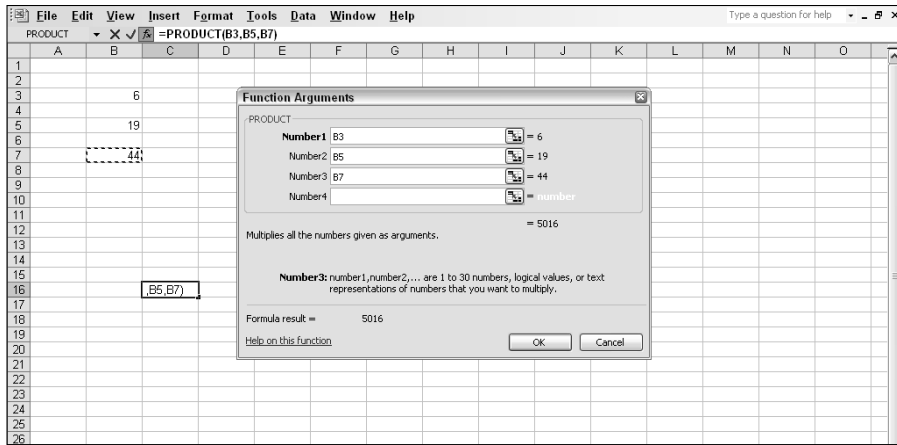 File Edit View Insert Format Tools Data Window Help Type a question for help
PRODUCT =PRODUCT(B3,B5,B7)
A B C D E F G H I J K L M N O
1
2
3 6
4
5 19
6
7 44
8
9
10
11
12
13
14
15
16 ,B5,B7)
17
18
19
20
21
22
23
24
25
26
Function Arguments
PRODUCT
Number1 B3 = 6
Number2 B5 = 19
Number3 B7 = 44
Number4 = number
= 5016
Multiplies all the numbers given as arguments.
Number3: number1,number2,... are 1 to 30 numbers, logical values, or text
representations of numbers that you want to multiply.
Formula result = 5016
Help on this function OK Cancel